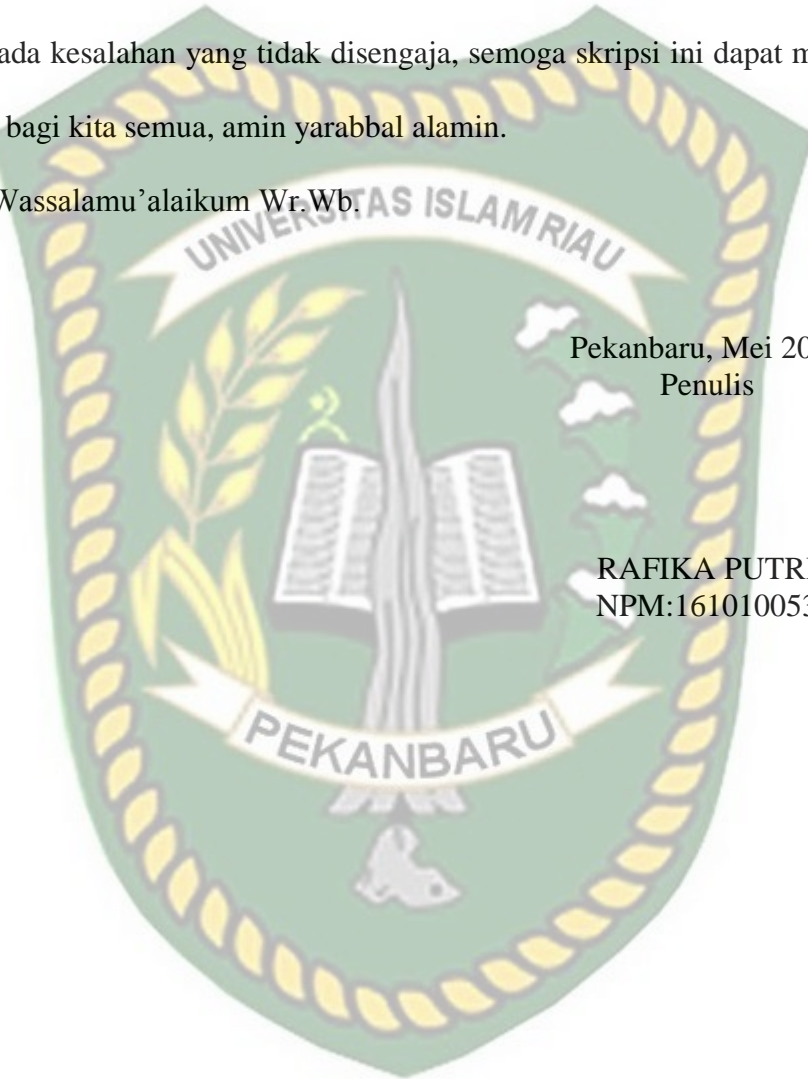 ada kesalahan yang tidak disengaja, semoga skripsi ini dapat m
bagi kita semua, amin yarabbal alamin.
Wassalamu’alaikum Wr.Wb.
UNIVERSITAS ISLAM RIAU
Pekanbaru, Mei 20
Penulis
RAFIKA PUTRI
NPM:161010053
PEKANBARU